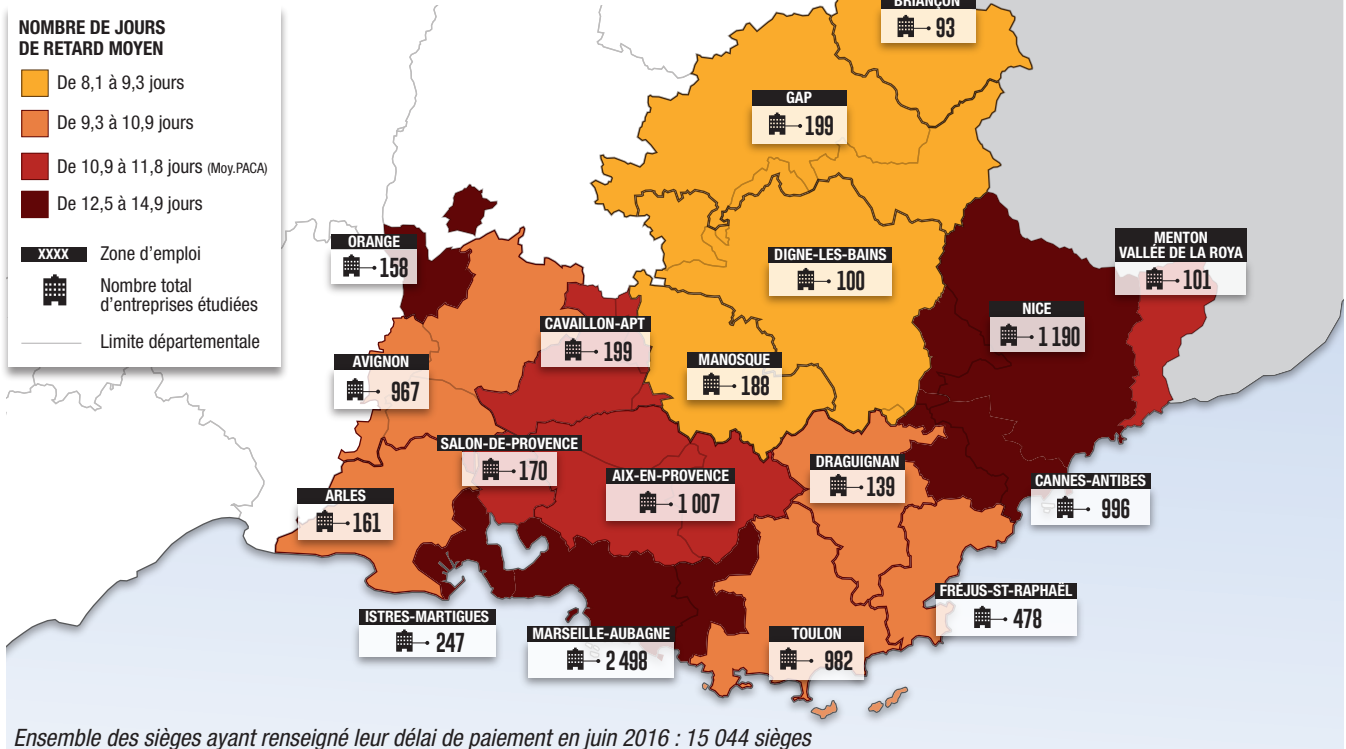 NOMBRE DE JOURS
DE RETARD MOYEN
De 8,1 à 9,3 jours
De 9,3 à 10,9 jours
De 10,9 à 11,8 jours (Moy.PACA)
De 12,5 à 14,9 jours
XXXX Zone d'emploi
Nombre total
d'entreprises étudiées
Limite départementale
BRIANÇON
93
GAP
199
ORANGE
158
DIGNE-LES-BAINS
100
MENTON
VALLÉE DE LA ROYA
101
NICE
1 190
CAVAILLON-APT
199
AVIGNON
967
MANOSQUE
188
SALON-DE-PROVENCE
170
AIX-EN-PROVENCE
1 007
DRAGUIGNAN
139
CANNES-ANTIBES
996
ARLES
161
ISTRES-MARTIGUES
247
MARSEILLE-AUBAGNE
2 498
TOULON
982
FRÉJUS-ST-RAPHAËL
478
Ensemble des sièges ayant renseigné leur délai de paiement en juin 2016 : 15 044 sièges